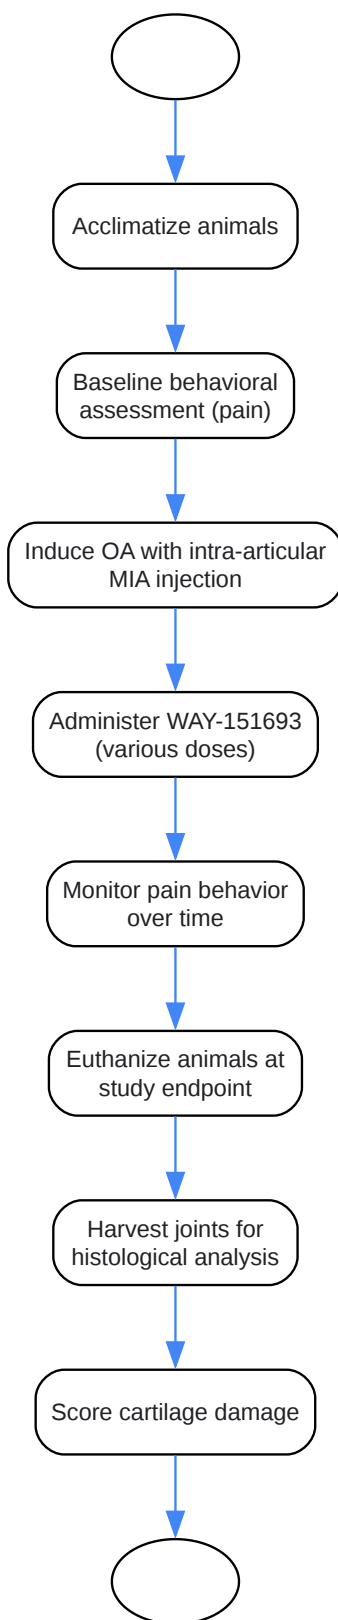 Acclimatize animals
Baseline behavioral
assessment (pain)
Induce OA with intra-articular
MIA injection
Administer WAY-151693
(various doses)
Monitor pain behavior
over time
Euthanize animals at
study endpoint
Harvest joints for
histological analysis
Score cartilage damage